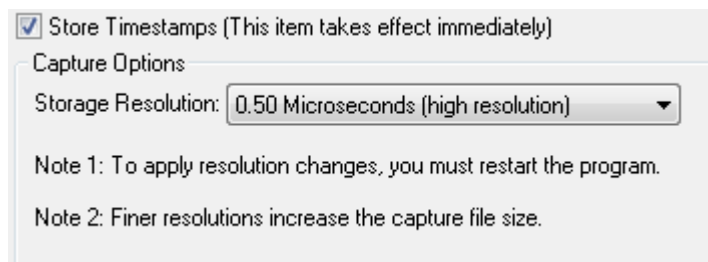 Store Timestamps (This item takes effect immediately)
Capture Options
Storage Resolution: 0.50 Microseconds (high resolution)
Note 1: To apply resolution changes, you must restart the program.
Note 2: Finer resolutions increase the capture file size.